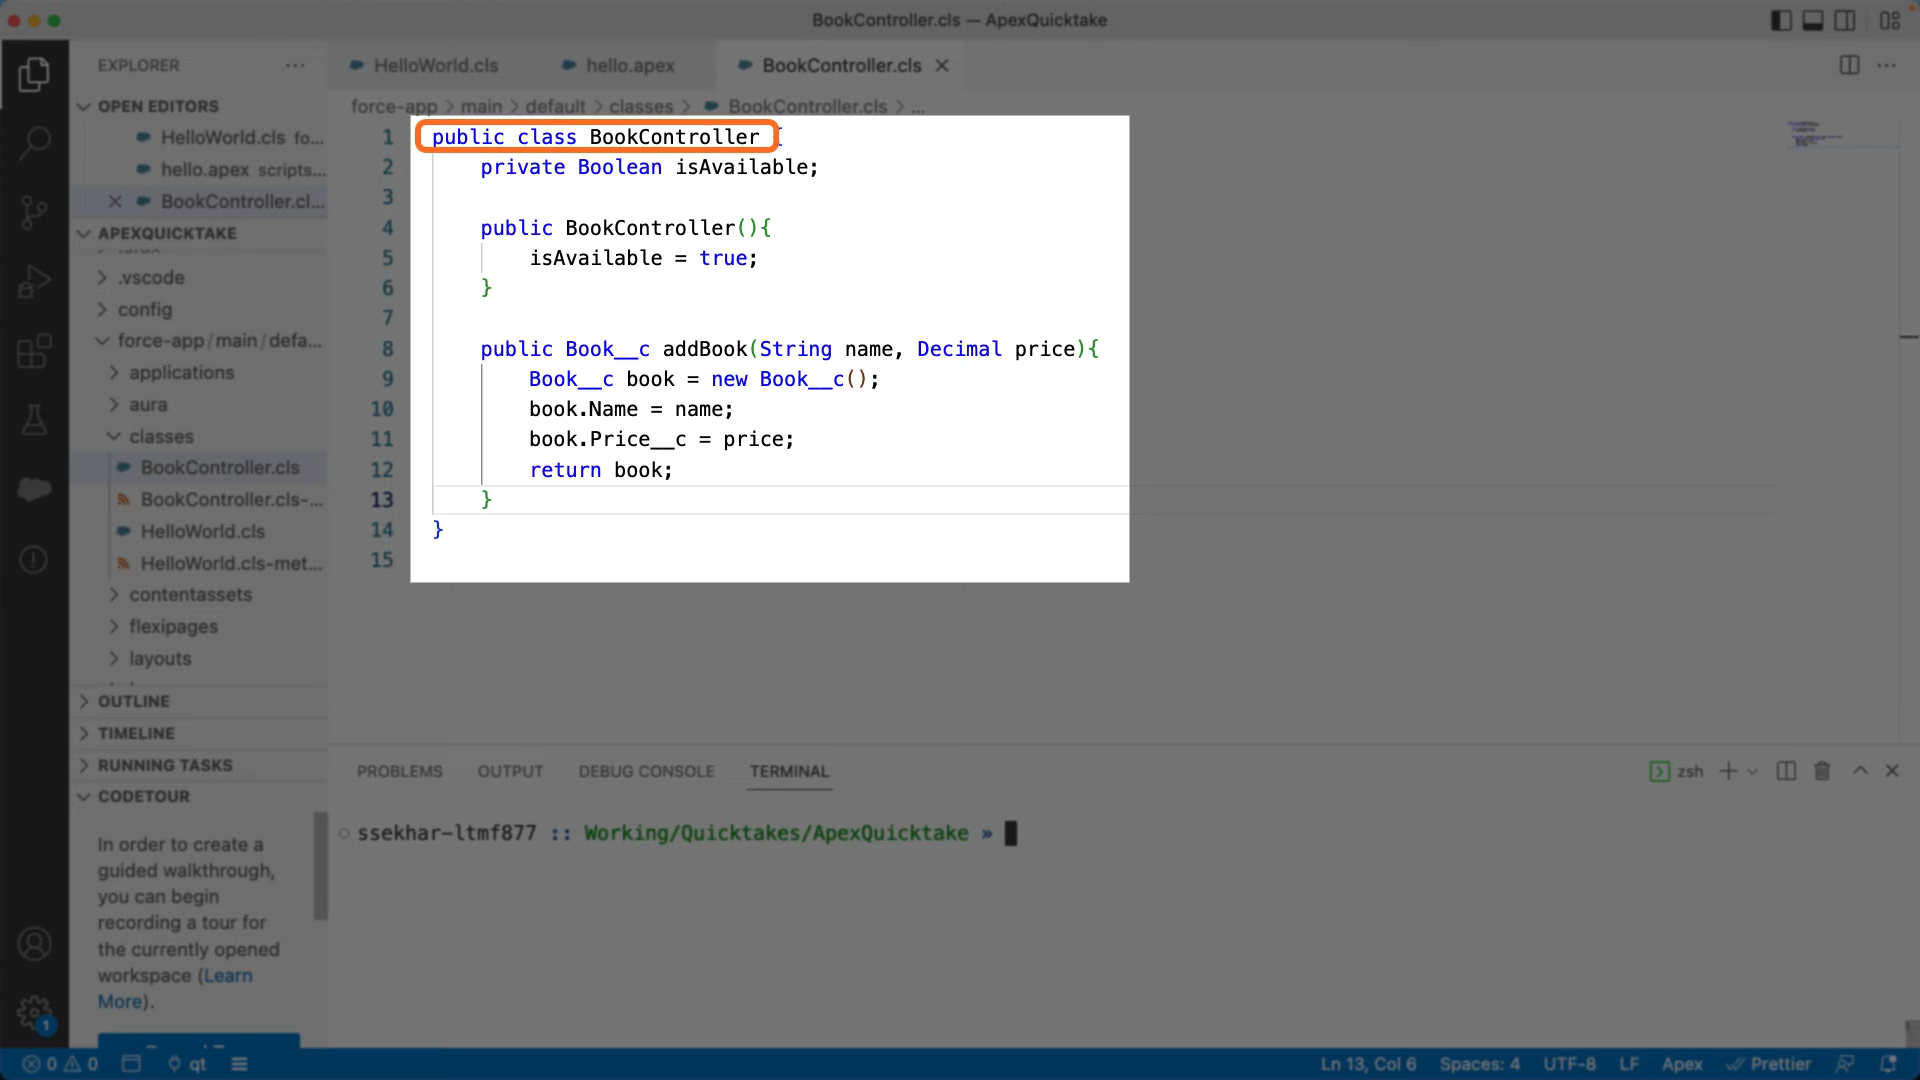 BookController.cls — ApexQuicktake
EXPLORER
HelloWorld.cls
hello.apex
BookController.cls
OPEN EDITORS
force-app > main > default > classes > BookController.cls > ...
HelloWorld.cls fo...
hello.apex scripts...
BookController.cl...
APEXQUICKTAKE
.vscode
config
force-app/main/defa...
applications
aura
classes
BookController.cls
BookController.cls-...
HelloWorld.cls
HelloWorld.cls-met...
contentassets
flexipages
layouts
OUTLINE
TIMELINE
RUNNING TASKS
CODETOUR
In order to create a
guided walkthrough,
you can begin
recording a tour for
the currently opened
workspace (Learn
More).
1 public class BookController {
2 private Boolean isAvailable;
3
4 public BookController(){
5 isAvailable = true;
6 }
7
8 public Book__c addBook(String name, Decimal price){
9 Book__c book = new Book__c();
10 book.Name = name;
11 book.Price__c = price;
12 return book;
13 }
14 }
15
PROBLEMS OUTPUT DEBUG CONSOLE TERMINAL
zsh
ssekhar-ltmf877 :: Working/Quicktakes/ApexQuicktake »
1
0 0 qt
Ln 13, Col 6 Spaces: 4 UTF-8 LF Apex Prettier